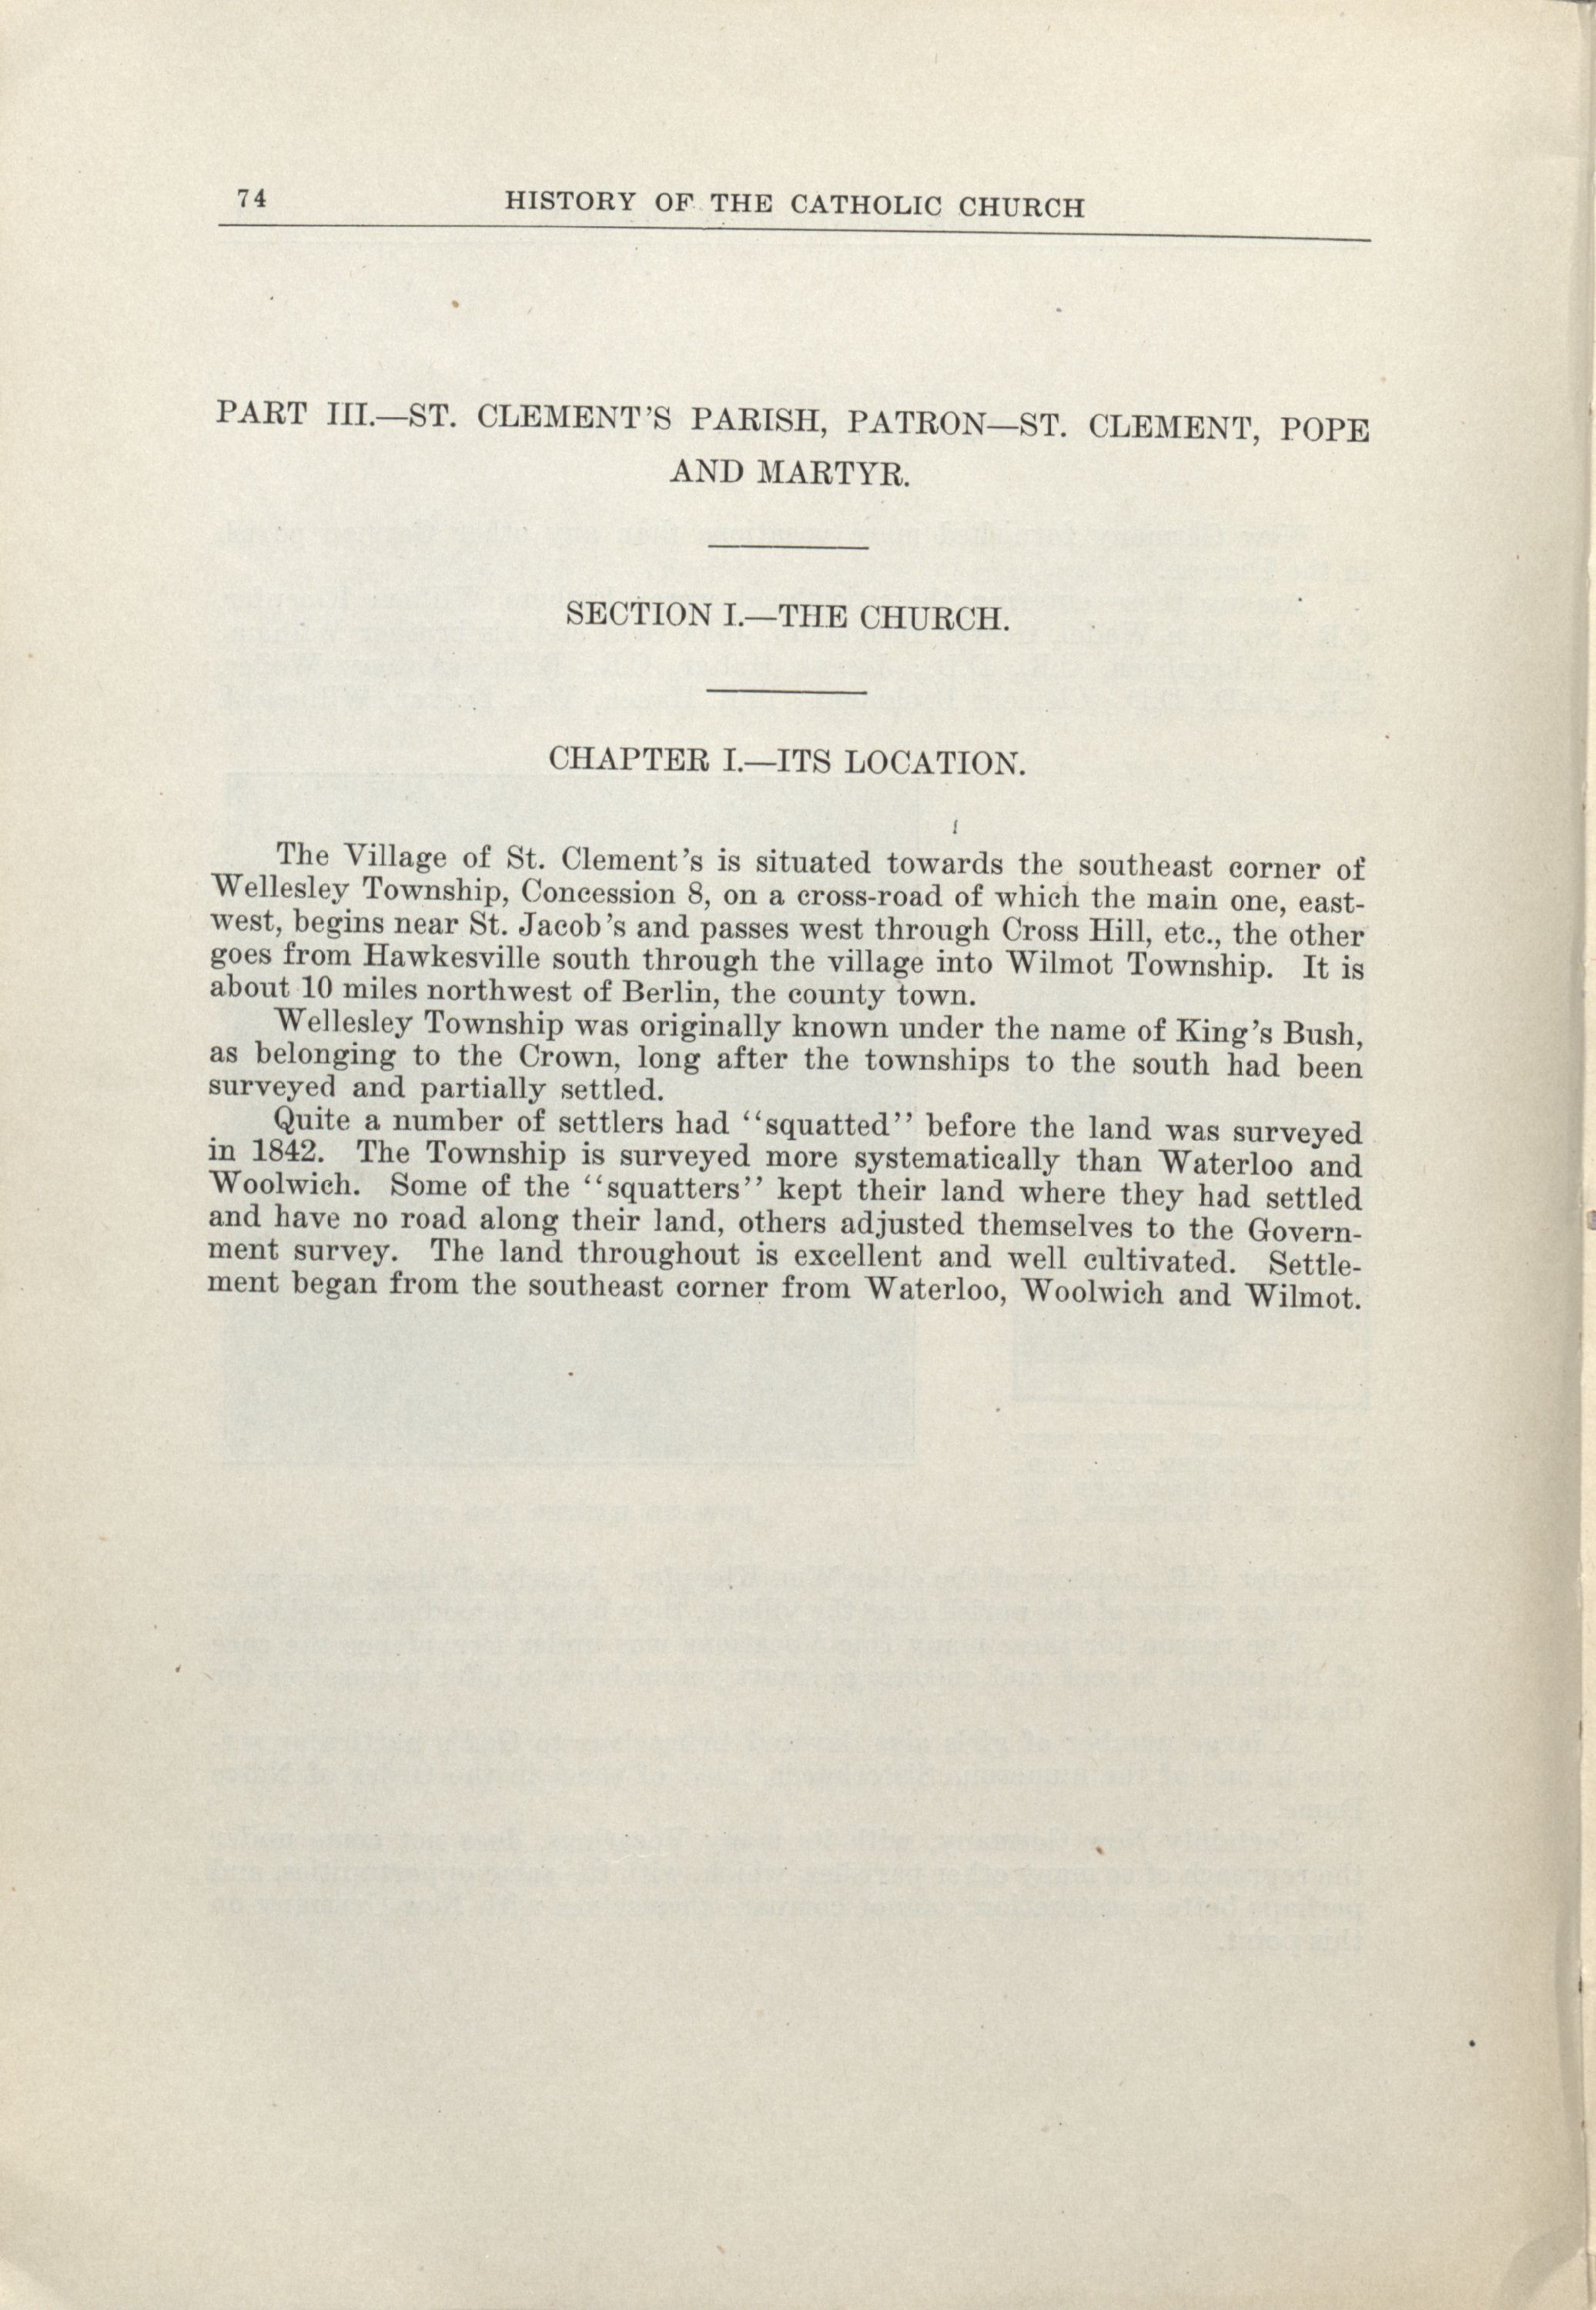 74 HISTORY OF THE CATHOLIC CHURCH
PART III.—ST. CLEMENT'S PARISH, PATRON—ST. CLEMENT, POPE
AND MARTYR.
SECTION I.—THE CHURCH.
CHAPTER I.—ITS LOCATION.
The Village of St. Clement's is situated towards the southeast corner of
Wellesley Township, Concession 8, on a cross-road of which the main one, east-
west, begins near St. Jacob's and passes west through Cross Hill, etc., the other
goes from Hawkesville south through the village into Wilmot Township. It is
about 10 miles northwest of Berlin, the county town.
Wellesley Township was originally known under the name of King's Bush,
as belonging to the Crown, long after the townships to the south had been
surveyed and partially settled.
Quite a number of settlers had ''squatted'' before the land was surveyed
in 1842. The Township is surveyed more systematically than Waterloo and
Woolwich. Some of the ''squatters'' kept their land where they had settled
and have no road along their land, others adjusted themselves to the Govern-
ment survey. The land throughout is excellent and well cultivated. Settle-
ment began from the southeast corner from Waterloo, Woolwich and Wilmot.